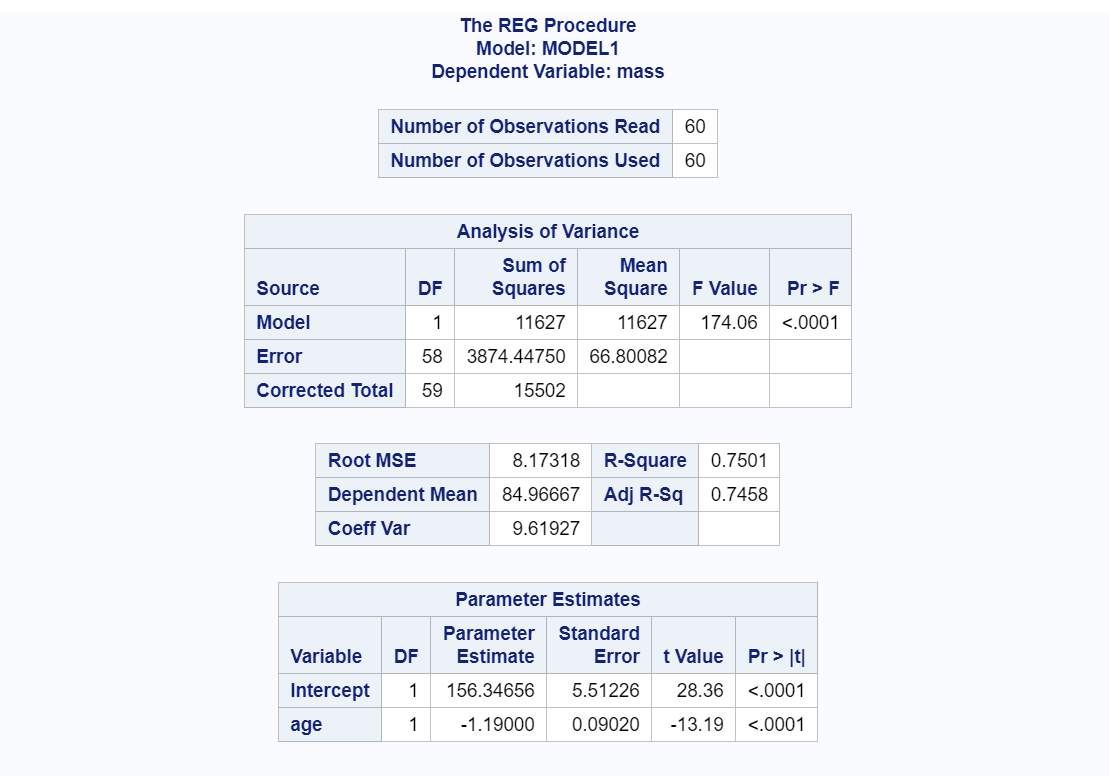 The REG Procedure
Model: MODEL1
Dependent Variable: mass
Number of Observations Read 60
Number of Observations Used 60
Analysis of Variance
Source DF Sum of Squares Mean Square F Value Pr > F
Model 1 11627 11627 174.06 <.0001
Error 58 3874.44750 66.80082
Corrected Total 59 15502
Root MSE 8.17318 R-Square 0.7501
Dependent Mean 84.96667 Adj R-Sq 0.7458
Coeff Var 9.61927
Parameter Estimates
Variable DF Parameter Estimate Standard Error t Value Pr > |t|
Intercept 1 156.34656 5.51226 28.36 <.0001
age 1 -1.19000 0.09020 -13.19 <.0001